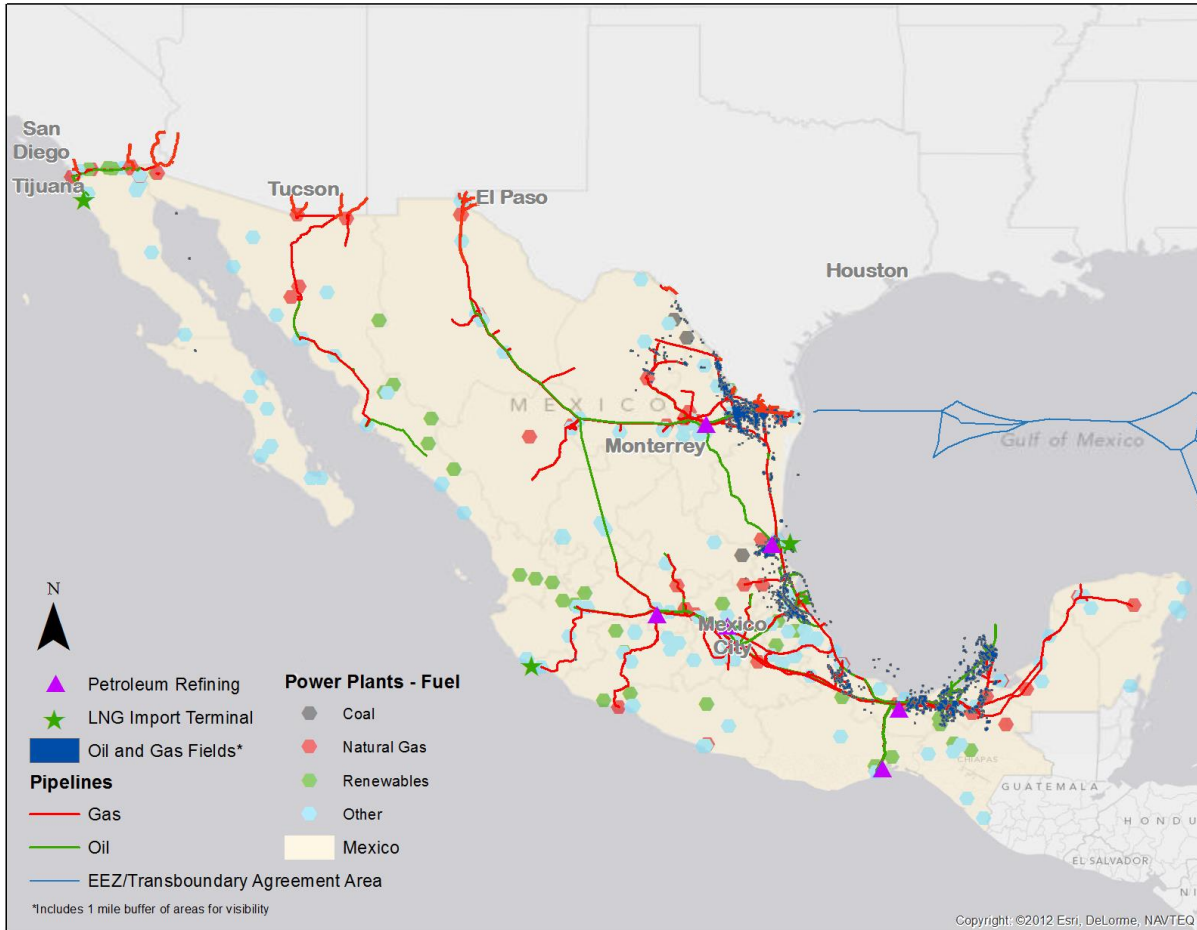 San
Diego
Tijuana
Tucson
El Paso
Houston
MEXICO
Monterrey
Gulf of Mexico
Mexico
City
CHIAPAS
GUATEMALA
HONDU
EL SALVADOR
NI
N
Petroleum Refining
LNG Import Terminal
Oil and Gas Fields*
Pipelines
Gas
Oil
EEZ/Transboundary Agreement Area
*Includes 1 mile buffer of areas for visibility
Power Plants - Fuel
Coal
Natural Gas
Renewables
Other
Mexico
Copyright: ©2012 Esri, DeLorme, NAVTEQ